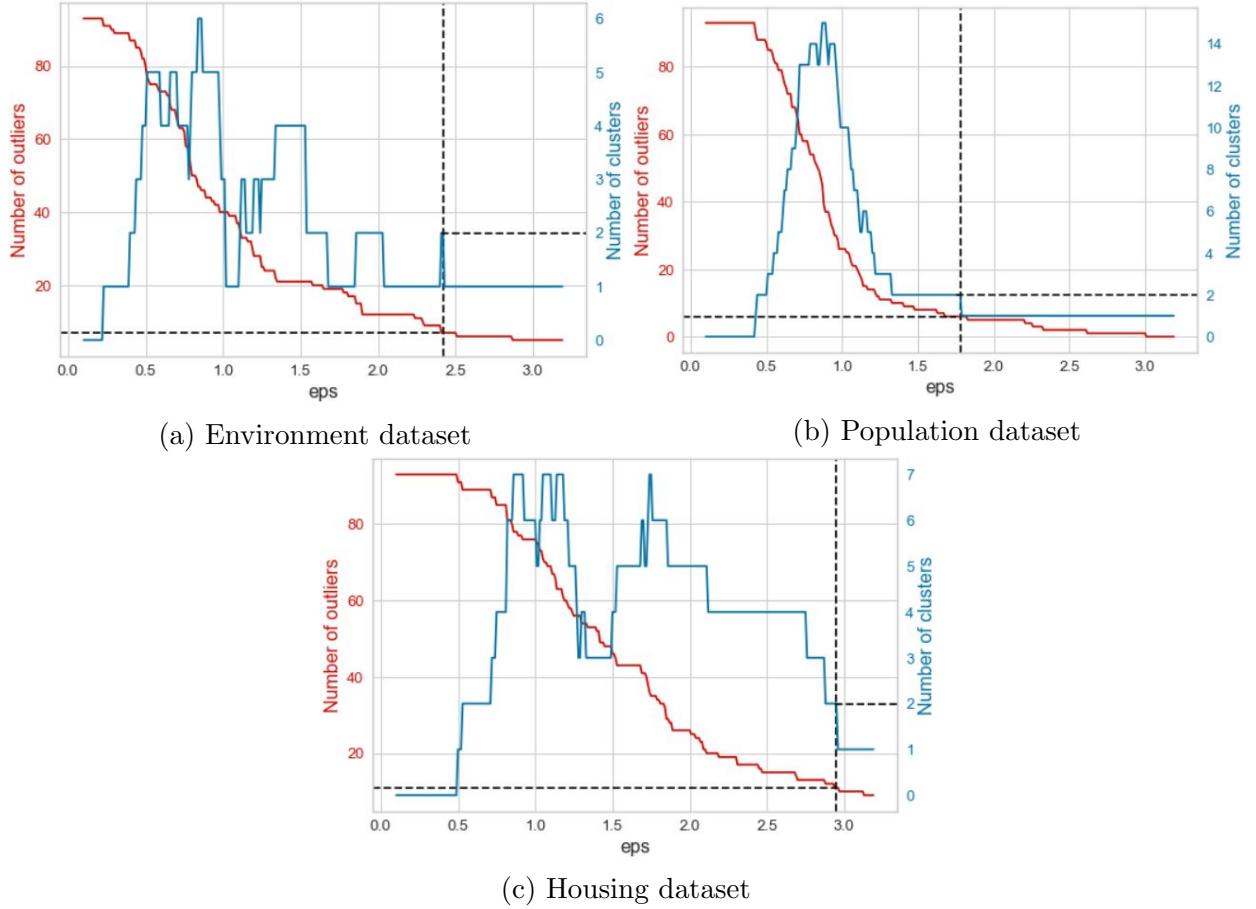 Number of outliers
80
60
40
20
6
5
4
3
2
1
0
Number of clusters
0.0 0.5 1.0 1.5 2.0 2.5 3.0
eps
(a) Environment dataset
Number of outliers
80
60
40
20
0
14
12
10
8
6
4
2
0
Number of clusters
0.0 0.5 1.0 1.5 2.0 2.5 3.0
eps
(b) Population dataset
Number of outliers
80
60
40
20
7
6
5
4
3
2
1
0
Number of clusters
0.0 0.5 1.0 1.5 2.0 2.5 3.0
eps
(c) Housing dataset